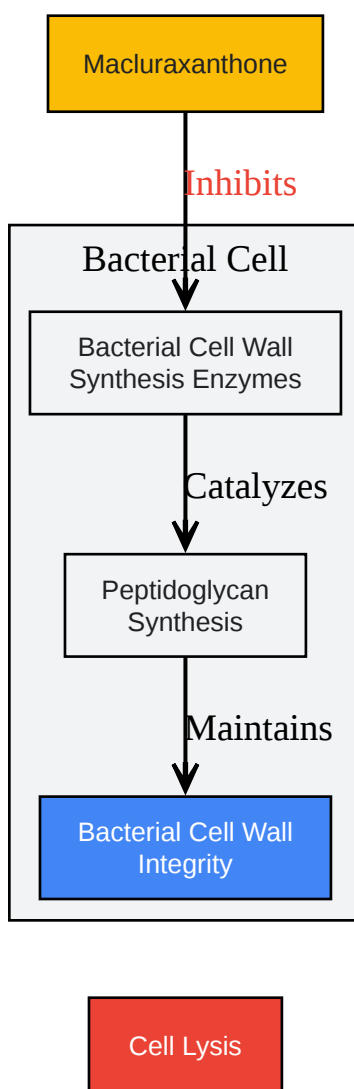 Macluraxanthone
Inhibits
Bacterial Cell
Bacterial Cell Wall
Synthesis Enzymes
Catalyzes
Peptidoglycan
Synthesis
Maintains
Bacterial Cell Wall
Integrity
Cell Lysis